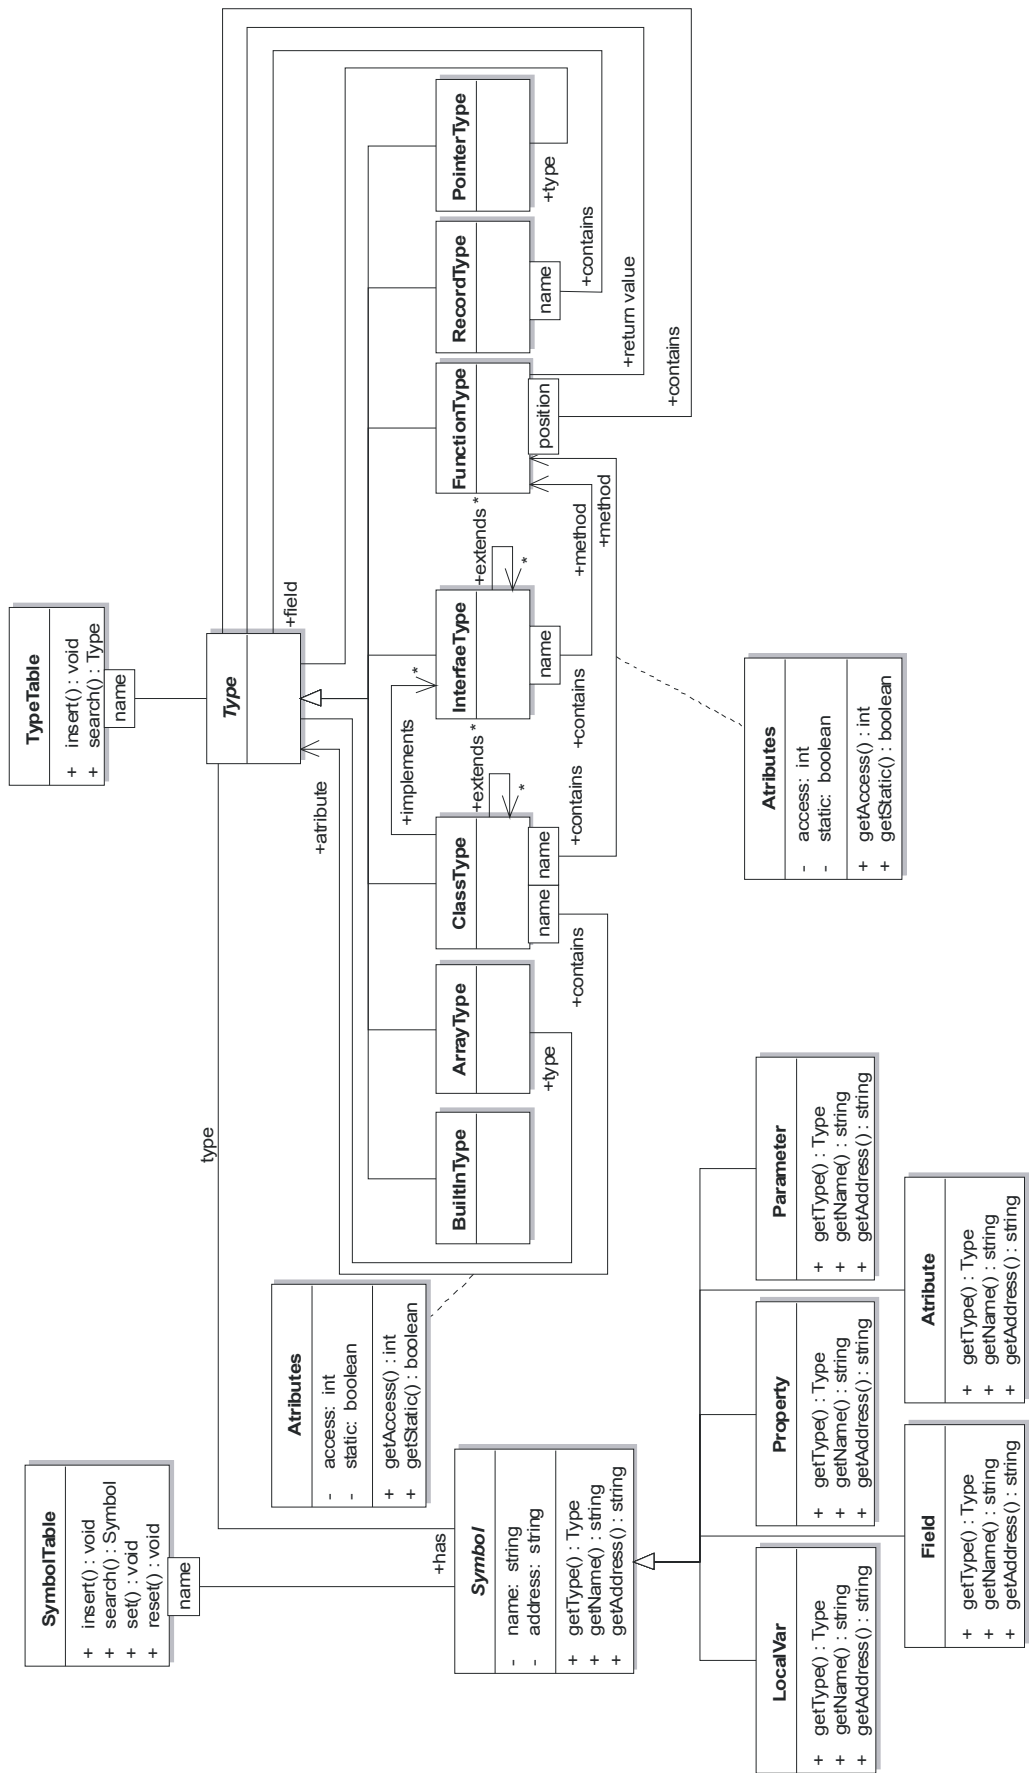 SymbolTable
+ insert() : void
+ search() : Symbol
+ set() : void
+ reset() : void
name
TypeTable
+ insert() : void
+ search() : Type
name
type
+has
Symbol
- name: string
- address: string
+ getType() : Type
+ getName() : string
+ getAddress() : string
Type
+atribute
+field
Atributes
- access: int
- static: boolean
+ getAccess() : int
+ getStatic() : boolean
BuiltInType
ArrayType
+type
ClassType
name
name
+contains
+contains
+implements
*
+extends *
*
InterfaeType
name
+contains
+extends *
*
+method
+method
FunctionType
position
+return value
+contains
RecordType
name
+contains
PointerType
+type
Atributes
- access: int
- static: boolean
+ getAccess() : int
+ getStatic() : boolean
LocalVar
+ getType() : Type
+ getName() : string
+ getAddress() : string
Property
+ getType() : Type
+ getName() : string
+ getAddress() : string
Parameter
+ getType() : Type
+ getName() : string
+ getAddress() : string
Field
+ getType() : Type
+ getName() : string
+ getAddress() : string
Atribute
+ getType() : Type
+ getName() : string
+ getAddress() : string